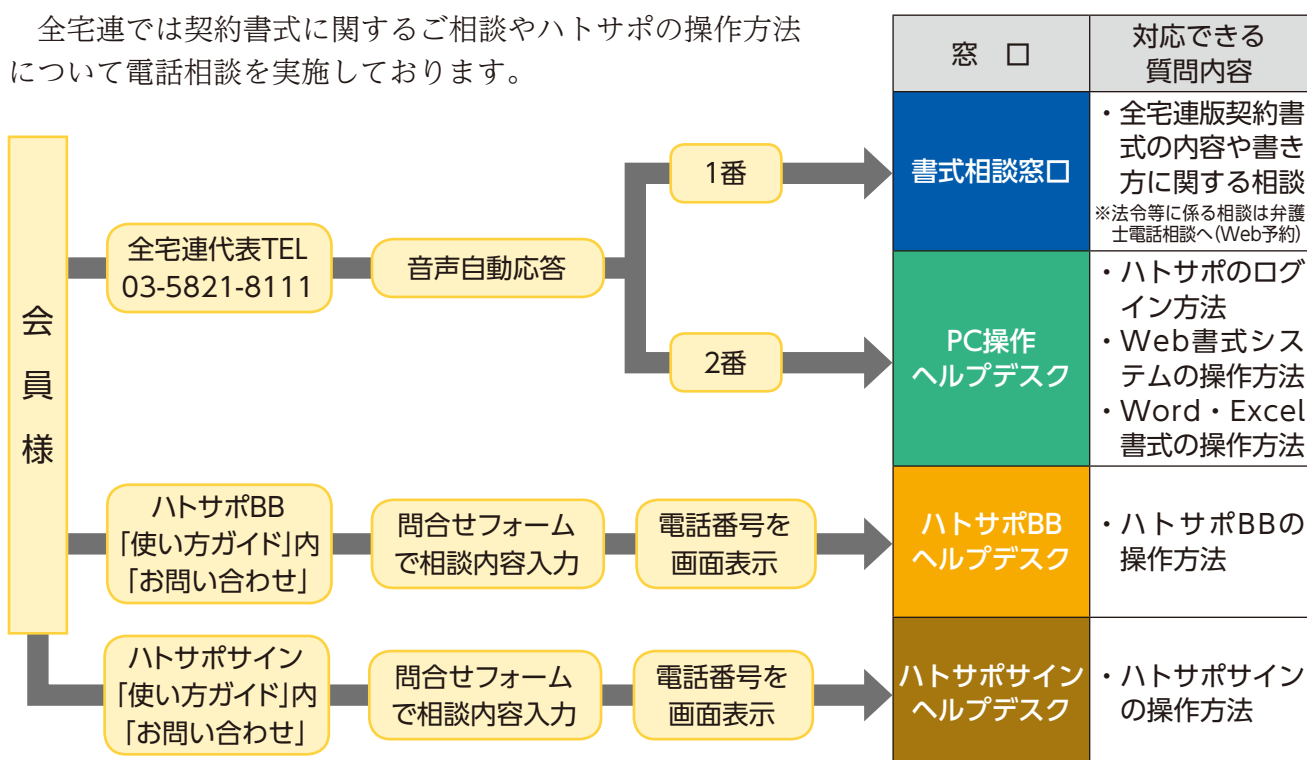 全宅連では契約書式に関するご相談やハトサポの操作方法
について電話相談を実施しております。
会員様
全宅連代表TEL
03-5821-8111
音声自動応答
1番
2番
ハトサポBB
「使い方ガイド」内
「お問い合わせ」
問合せフォーム
で相談内容入力
電話番号を
画面表示
ハトサポサイン
「使い方ガイド」内
「お問い合わせ」
問合せフォーム
で相談内容入力
電話番号を
画面表示
窓　口
対応できる
質問内容
書式相談窓口
・全宅連版契約書
式の内容や書き
方に関する相談
※法令等に係る相談は弁護
士電話相談へ(Web予約)
PC操作
ヘルプデスク
・ハトサポのログ
イン方法
・Web書式シス
テムの操作方法
・Word・Excel
書式の操作方法
ハトサポBB
ヘルプデスク
・ハトサポBBの
操作方法
ハトサポサイン
ヘルプデスク
・ハトサポサイン
の操作方法